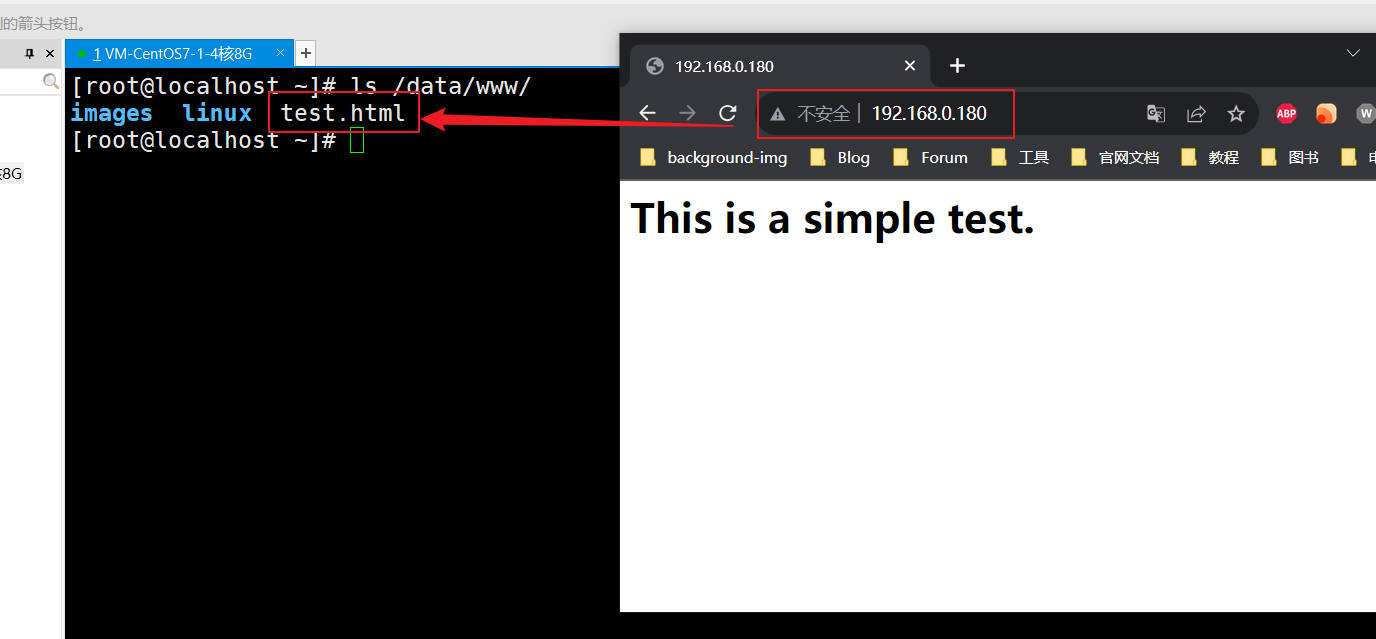 的箭头按钮。
1 VM-CentOS7-1-4核8G
[root@localhost ~]# ls /data/www/
images linux test.html
[root@localhost ~]#
8G
192.168.0.180
不安全 192.168.0.180
ABP
W
background-img Blog Forum 工具 官网文档 教程 图书
This is a simple test.